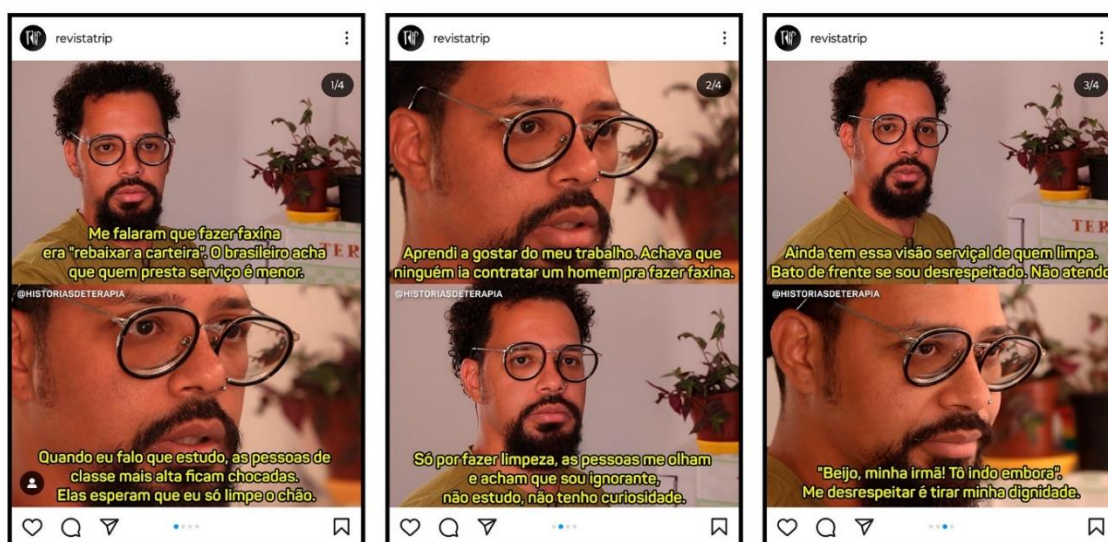 revistatrip
1/4
Me falaram que fazer faxina
era "rebaixar a carteira". O brasileiro acha
que quem presta serviço é menor.
TER
@HISTORIASDETERAPIA
Quando eu falo que estudo, as pessoas de
classe mais alta ficam chocadas.
Elas esperam que eu só limpe o chão.
revistatrip
2/4
Aprendi a gostar do meu trabalho. Achava que
ninguém ia contratar um homem pra fazer faxina.
@HISTORIASDETERAPIA
Só por fazer limpeza, as pessoas me olham
e acham que sou ignorante,
não estudo, não tenho curiosidade.
revistatrip
3/4
TER
Ainda tem essa visão serviçal de quem limpa.
Bato de frente se sou desrespeitado. Não atendo
@HISTORIASDETERAPIA
"Beijo, minha irmã! Tô indo embora".
Me desrespeitar é tirar minha dignidade.